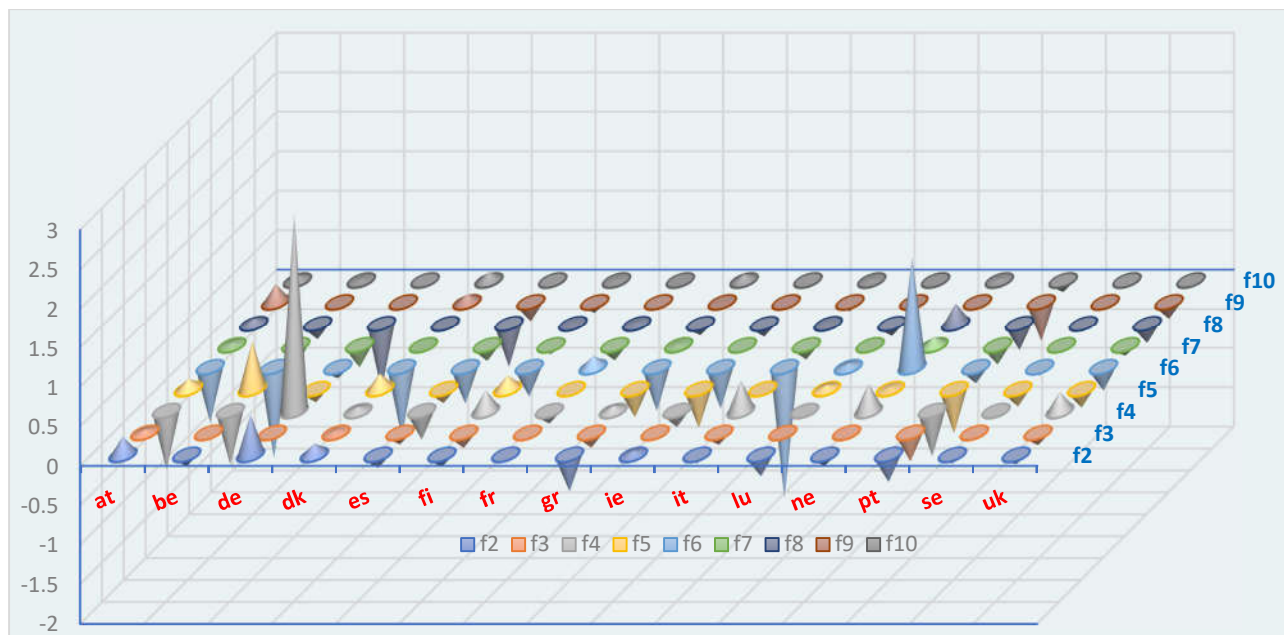 3
2.5
2
1.5
1
0.5
0
-0.5
-1
-1.5
-2
f10
f9
f8
f7
f6
f5
f4
f3
f2
at be de dk es fi fr gr ie it lu ne pt se uk
f2 f3 f4 f5 f6 f7 f8 f9 f10